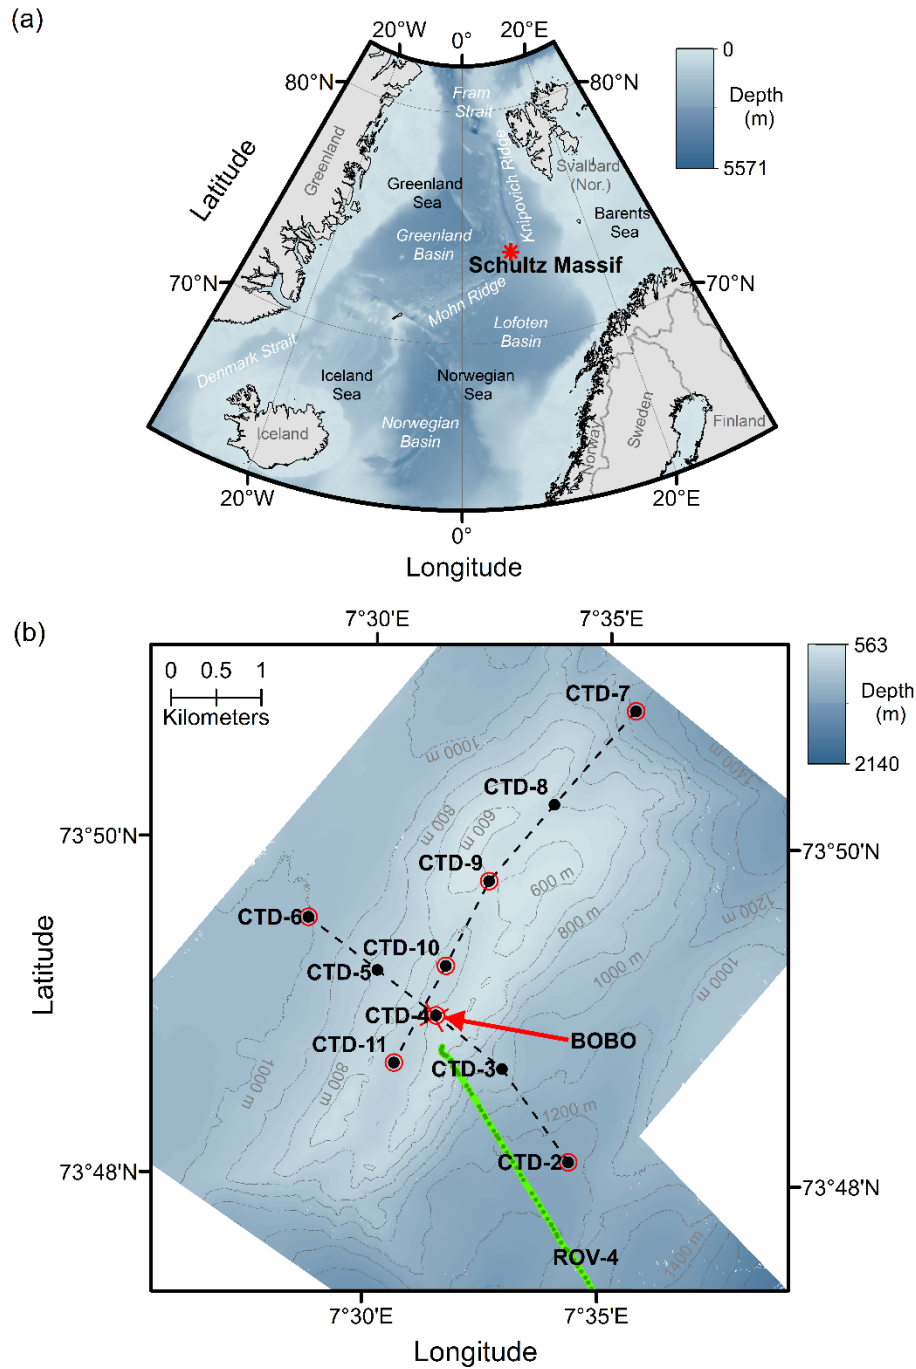 (a)
20°W
0°
20°E
80°N
80°N
0
Depth
(m)
5571
Latitude
Greenland
Fram
Strait
Knipovich Ridge
Svalbard
(Nor.)
Greenland
Sea
Barents
Sea
Greenland
Basin
Schultz Massif
70°N
70°N
Mohn Ridge
Lofoten
Basin
Denmark Strait
Iceland
Sea
Norwegian
Sea
Iceland
Norwegian
Basin
Norway
Sweden
Finland
20°W
20°E
0°
Longitude
(b)
7°30'E
7°35'E
0 0.5 1
Kilometers
563
Depth
(m)
2140
CTD-7
1000 m
1400 m
CTD-8
800 m
600 m
73°50'N
73°50'N
CTD-9
600 m
1200 m
CTD-6
800 m
CTD-10
1000 m
1000 m
CTD-5
Latitude
CTD-4
BOBO
CTD-11
CTD-3
1000 m
800 m
1200 m
CTD-2
73°48'N
73°48'N
ROV-4
1400 m
7°30'E
7°35'E
Longitude